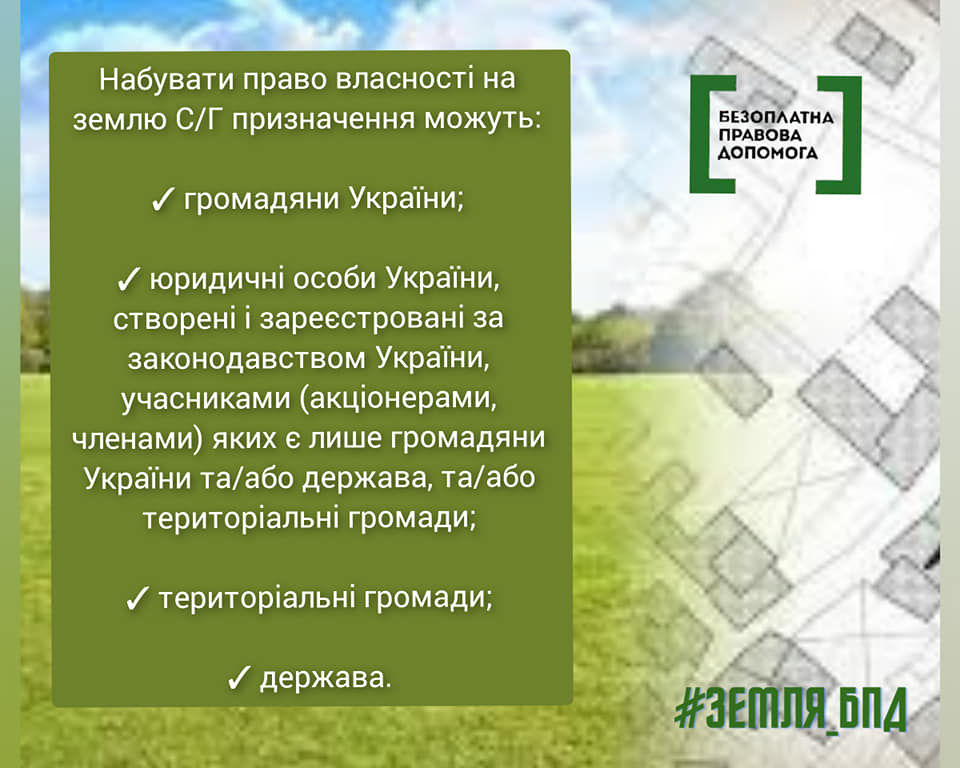 Набувати право власності на
землю С/Г призначення можуть:
✓ громадяни України;
✓ юридичні особи України,
створені і зареєстровані за
законодавством України,
учасниками (акціонерами,
членами) яких є лише громадяни
України та/або держава, та/або
територіальні громади;
✓ територіальні громади;
✓ держава.
БЕЗОПЛАТНА
ПРАВОВА
ДОПОМОГА
#ЗЕМЛЯ_БПД